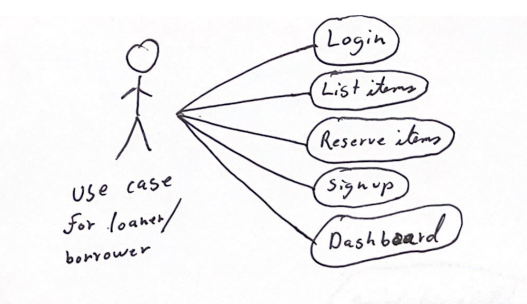 Login
List items
Reserve items
Signup
Dashboard
Use case
for loaner/
borrower